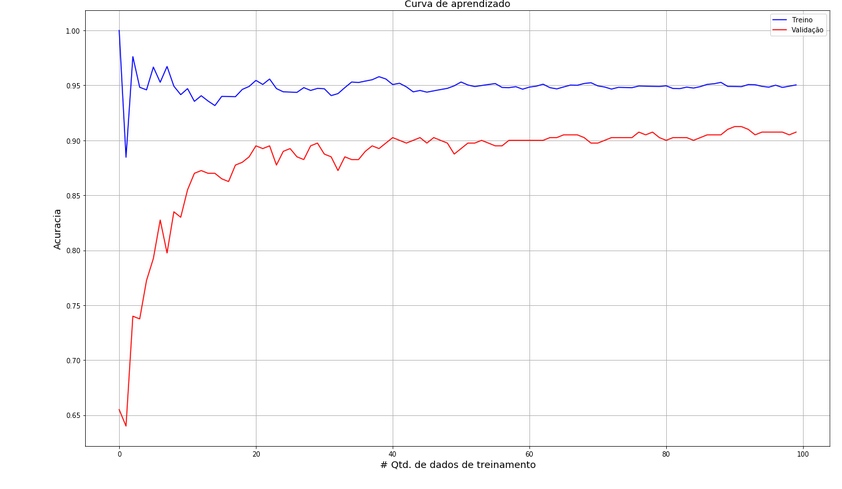 Curva de aprendizado
Treino
Validação
1.00
0.95
0.90
0.85
0.80
0.75
0.70
0.65
Acuracia
0 20 40 60 80 100
# Qtd. de dados de treinamento